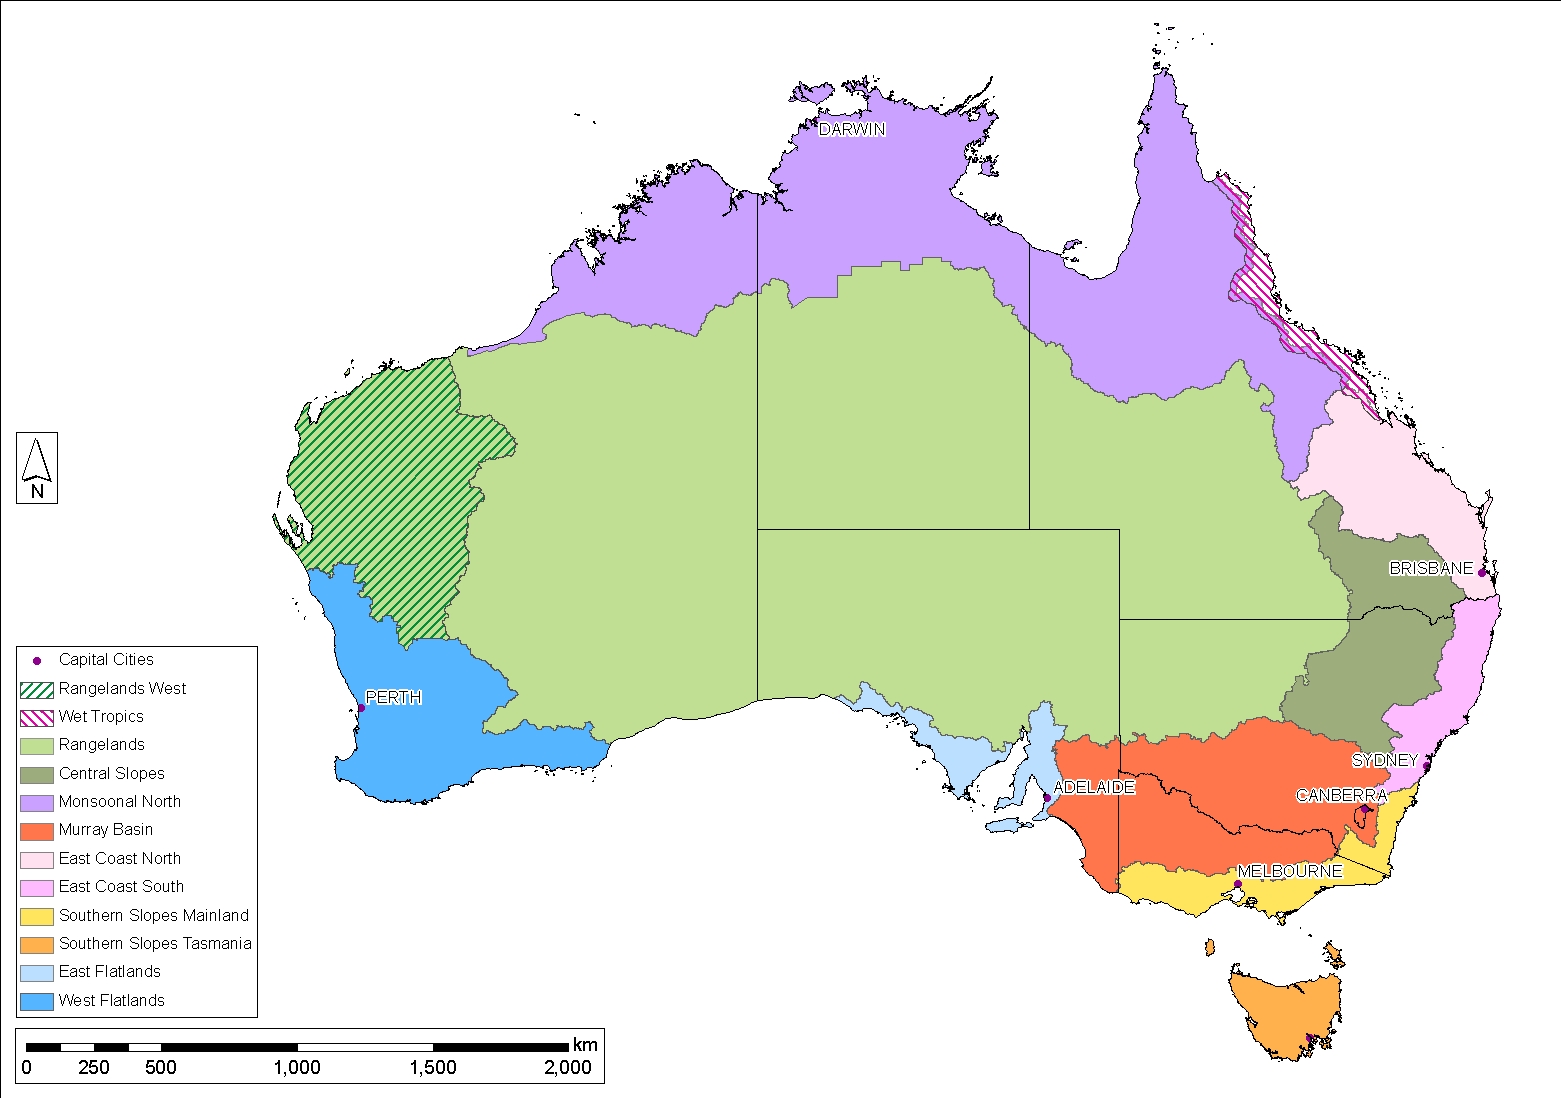 DARWIN
BRISBANE
PERTH
SYDNEY
ADELAIDE
CANBERRA
MELBOURNE
N
Capital Cities
Rangelands West
Wet Tropics
Rangelands
Central Slopes
Monsoonal North
Murray Basin
East Coast North
East Coast South
Southern Slopes Mainland
Southern Slopes Tasmania
East Flatlands
West Flatlands
km
0 250 500 1,000 1,500 2,000